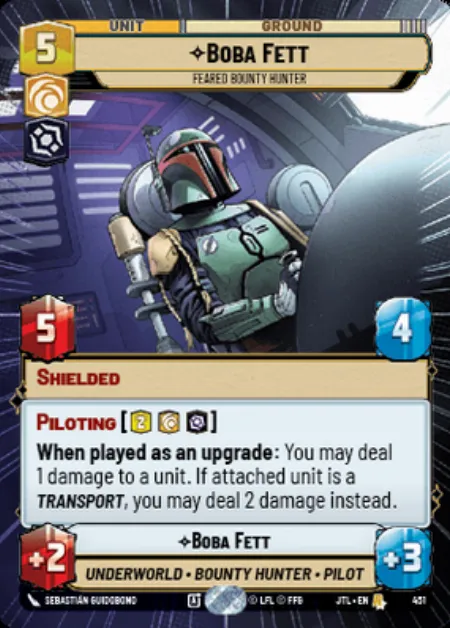 UNIT GROUND
5
BOBA FETT
FEARED BOUNTY HUNTER
5
4
SHIELDED
PILOTING [2]
When played as an upgrade: You may deal
1 damage to a unit. If attached unit is a
TRANSPORT, you may deal 2 damage instead.
+2
BOBA FETT
+3
UNDERWORLD • BOUNTY HUNTER • PILOT
SEBASTIÁN GUIDOBONO Ⓟ LFL Ⓒ FFG JTL • EN